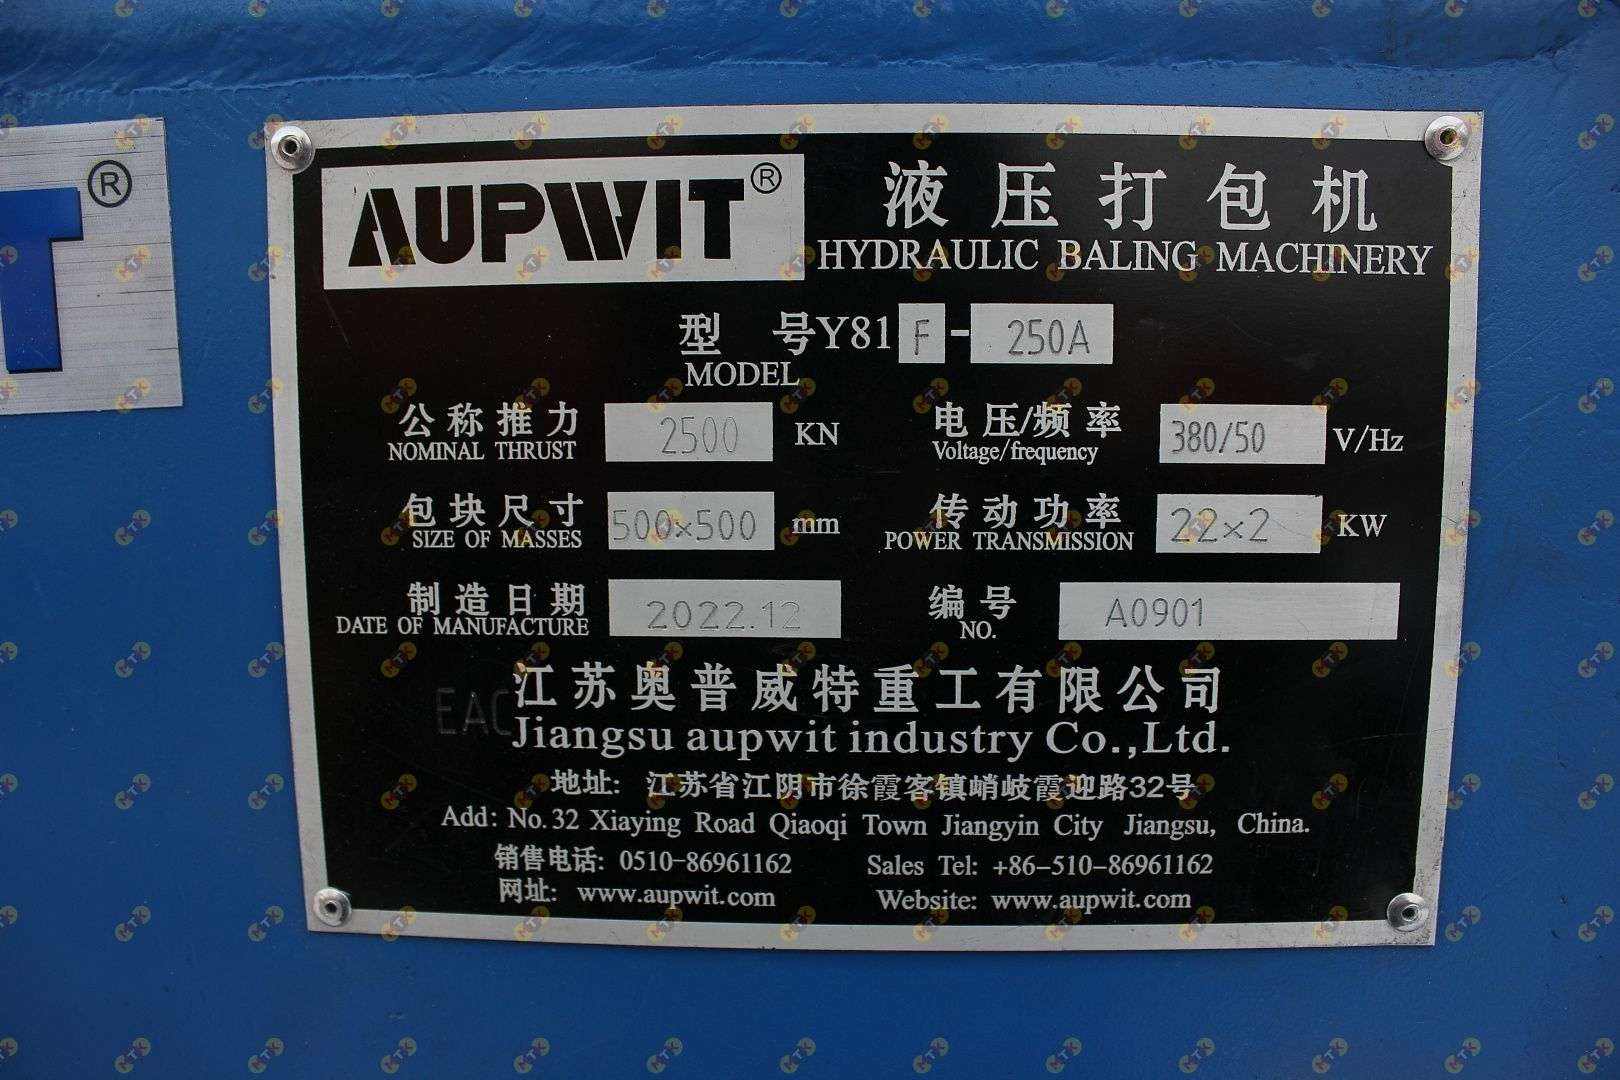 T®
AUPWIT® 液压打包机
HYDRAULIC BALING MACHINERY
型 号 Y81 F - 250A
MODEL
公称推力 2500 KN 电压/频率 380/50 V/Hz
NOMINAL THRUST Voltage/frequency
包块尺寸 500×500 mm 传动功率 22×2 KW
SIZE OF MASSES POWER TRANSMISSION
制造日期 2022.12 编号 A0901
DATE OF MANUFACTURE NO.
江苏奥普威特重工有限公司
EAC Jiangsu aupwit industry Co.,Ltd.
地址: 江苏省江阴市徐霞客镇峭岐霞迎路32号
Add: No.32 Xiaying Road Qiaoqi Town Jiangyin City Jiangsu, China.
销售电话: 0510-86961162 Sales Tel: +86-510-86961162
网址: www.aupwit.com Website: www.aupwit.com
KTX